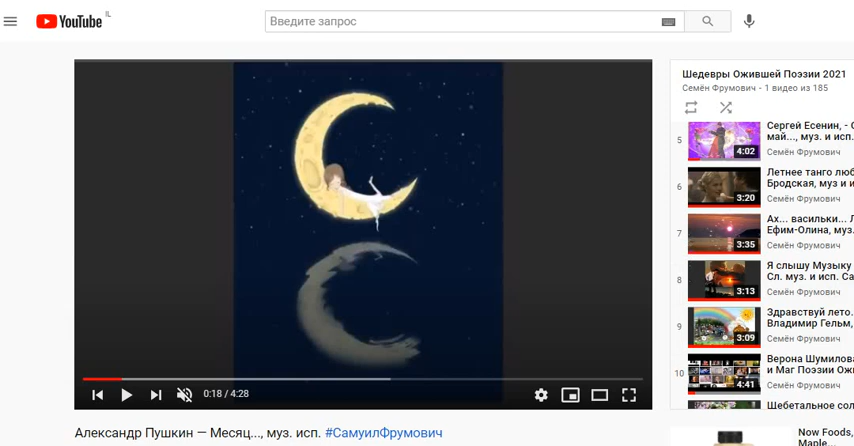 YouTube IL
Введите запрос
0:18 / 4:28
Александр Пушкин — Месяц..., муз. исп. #СамуилФрумович
Шедевры Ожившей Поэзии 2021
Семён Фрумович - 1 видео из 185
5
4:02
Сергей Есенин, - С
май..., муз. и исп.
Семён Фрумович
6
3:20
Летнее танго люб
Бродская, муз и и
Семён Фрумович
7
3:35
Ах... васильки... Л
Ефим-Олина, муз.
Семён Фрумович
8
3:13
Я слышу Музыку
Сл. муз. и исп. Са
Семён Фрумович
9
3:09
Здравствуй лето.
Владимир Гельм,
Семён Фрумович
10
4:41
Верона Шумилова
и Маг Поэзии Ожи
Семён Фрумович
Шебетальное сол
Now Foods,
Maple...